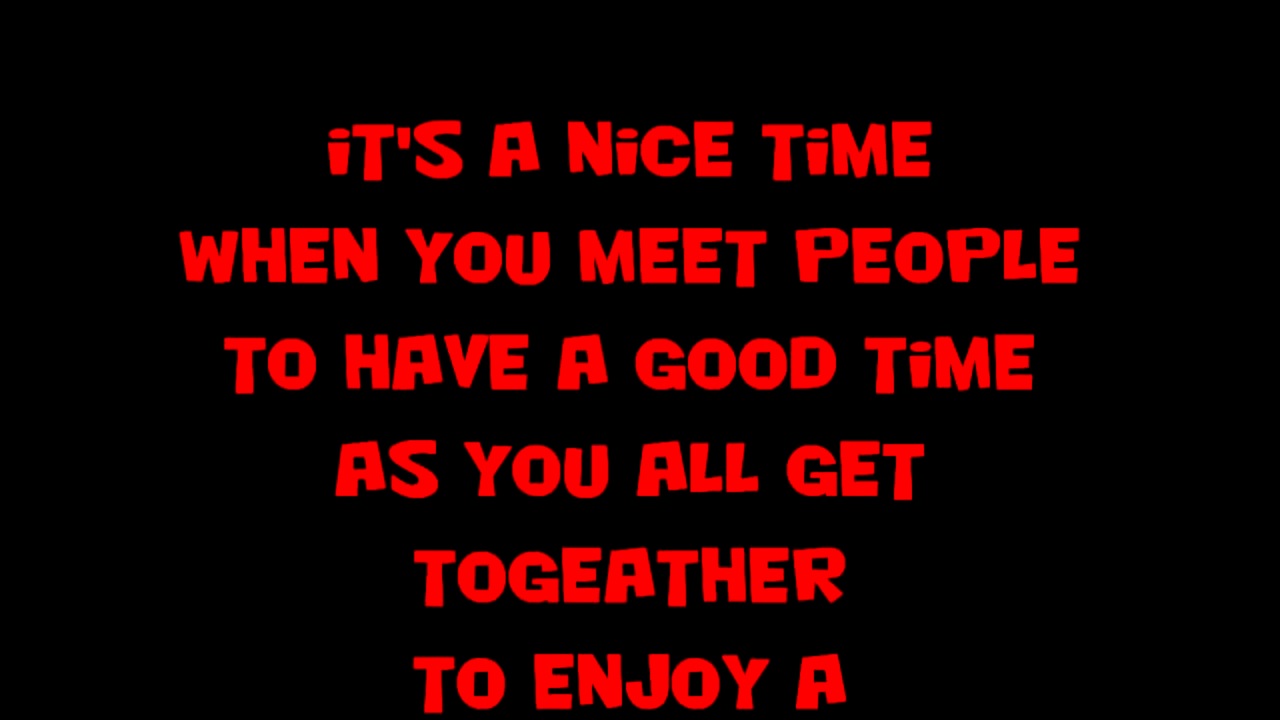 iT'S A NiCE TiME
WHEN YOU MEET PEOPLE
TO HAVE A GOOD TiME
AS YOU ALL GET
TOGEATHER
TO ENJOY A